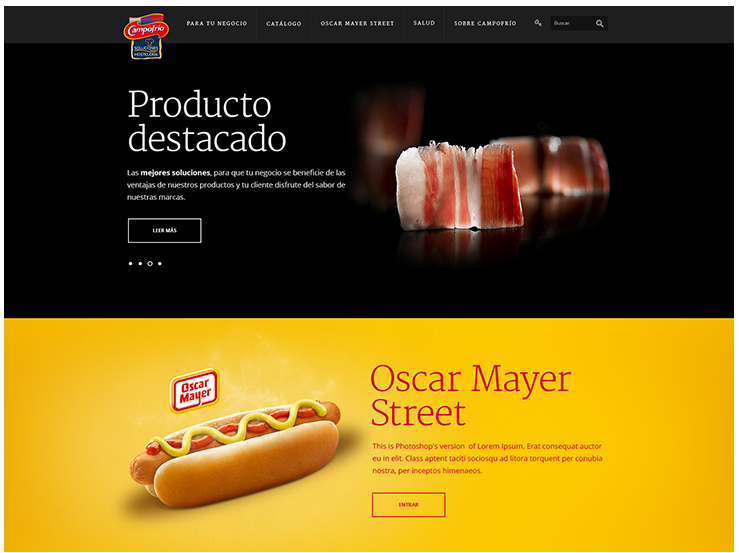 Campofrío
SOLUCIONES
HOSTELERÍA
PARA TU NEGOCIO
CATÁLOGO
OSCAR MAYER STREET
SALUD
SOBRE CAMPOFRÍO
Buscar
Producto
destacado
Las mejores soluciones, para que tu negocio se beneficie de las
ventajas de nuestros productos y tu cliente disfrute del sabor de
nuestras marcas.
LEER MÁS
Oscar
Mayer
Oscar Mayer
Street
This is Photoshop's version of Lorem Ipsum. Erat consequat auctor
eu in elit. Class aptent taciti sociosqu ad litora torquent per conubia
nostra, per inceptos himenaeos.
ENTRAR